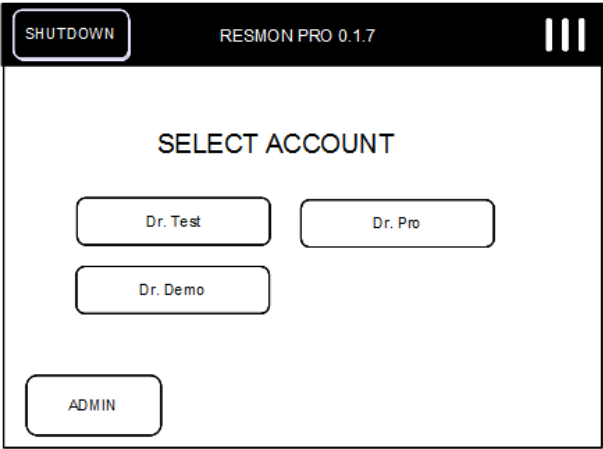 SHUTDOWN
RESMON PRO 0.1.7
SELECT ACCOUNT
Dr. Test
Dr. Pro
Dr. Demo
ADMIN